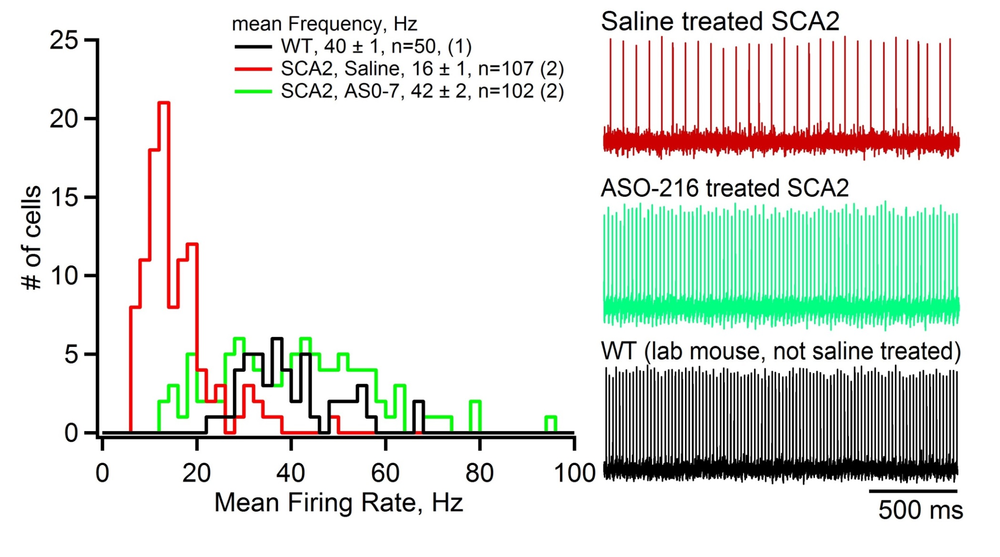 mean Frequency, Hz
WT, 40 ± 1, n=50, (1)
SCA2, Saline, 16 ± 1, n=107 (2)
SCA2, AS0-7, 42 ± 2, n=102 (2)
25
20
15
10
5
0
# of cells
0 20 40 60 80 100
Mean Firing Rate, Hz
Saline treated SCA2
ASO-216 treated SCA2
WT (lab mouse, not saline treated)
500 ms